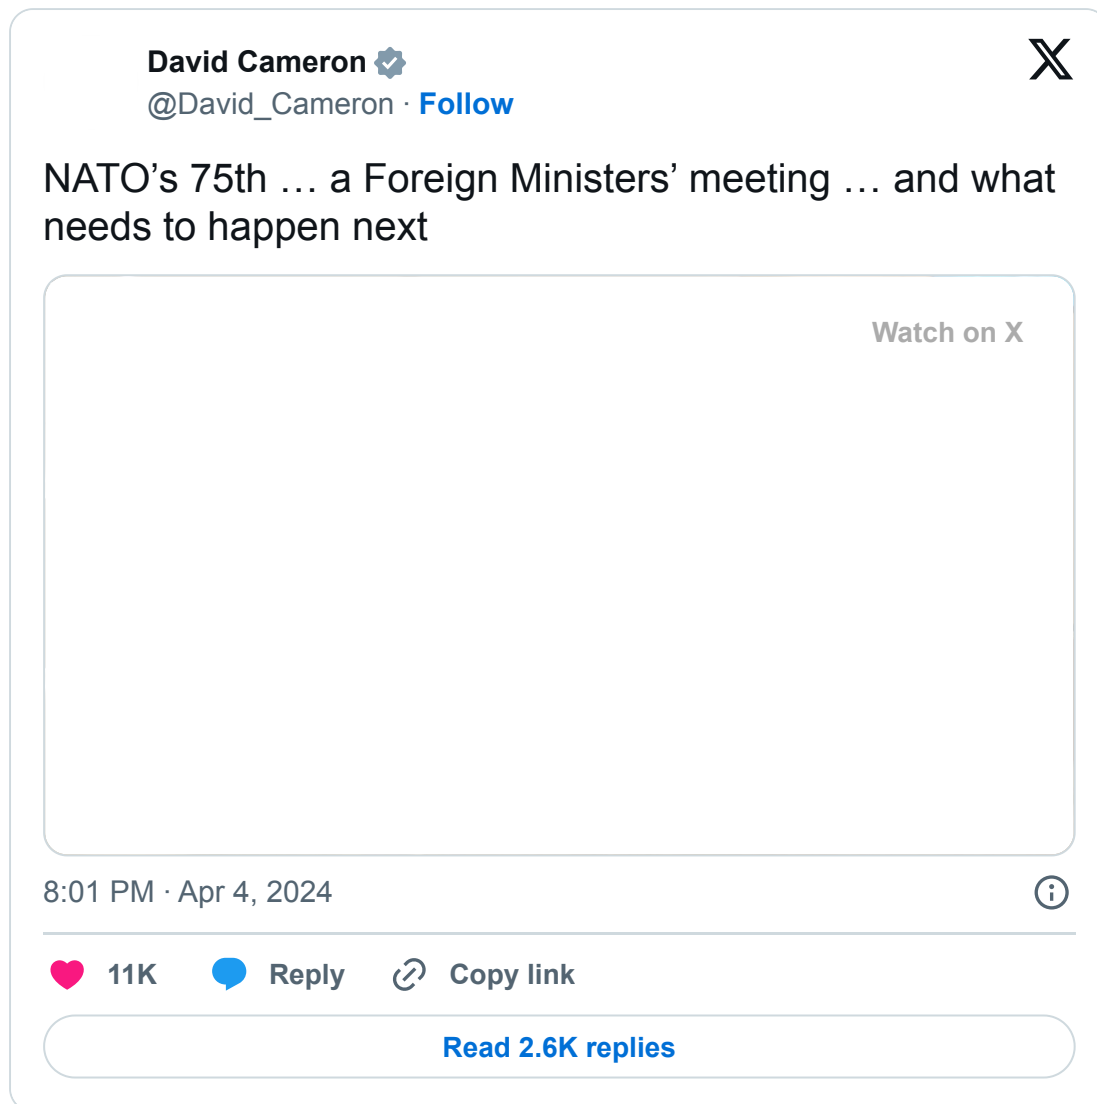 David Cameron
@David_Cameron · Follow
NATO’s 75th … a Foreign Ministers’ meeting … and what
needs to happen next
Watch on X
8:01 PM · Apr 4, 2024
11K Reply Copy link
Read 2.6K replies